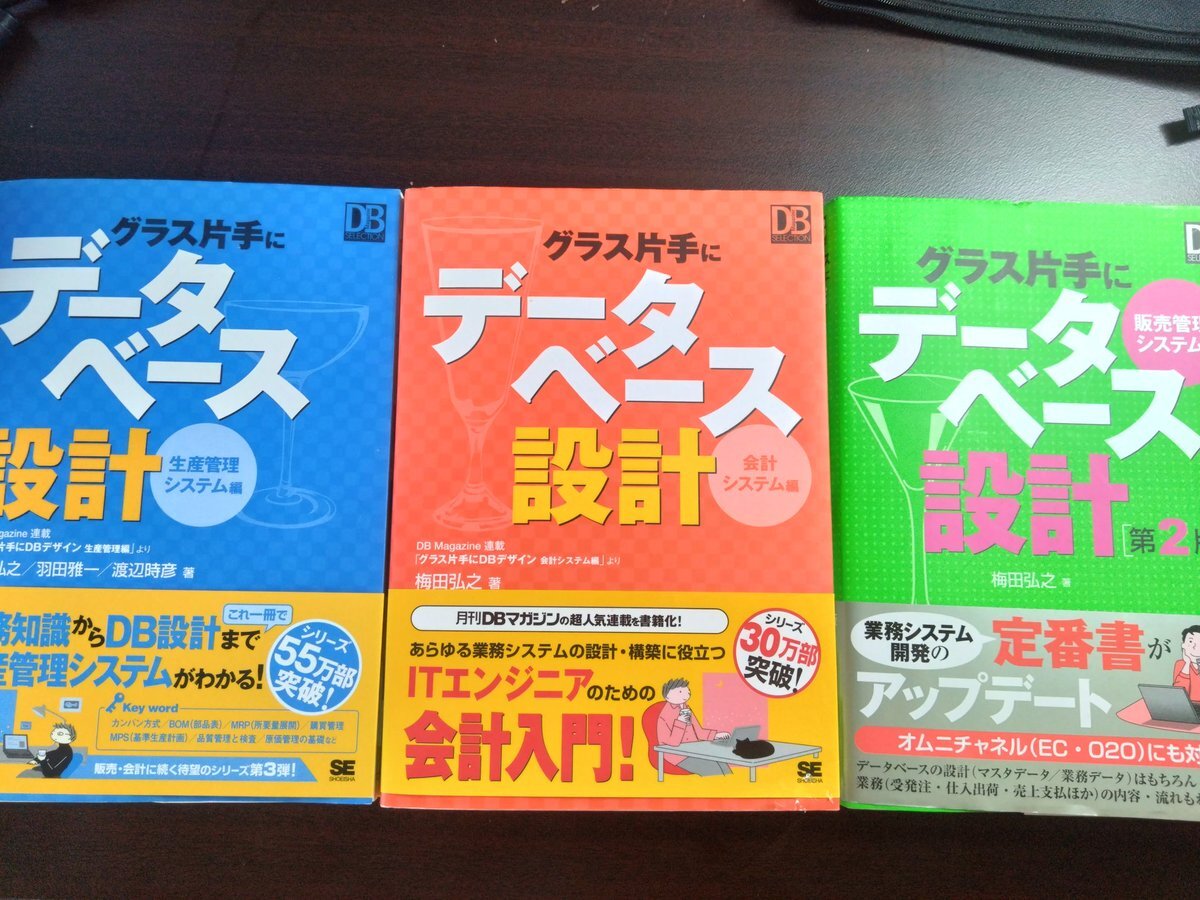 DB
SELECTION
グラス片手に
データ
ベース
設計
生産管理
システム編
agazine 連載
片手にDBデザイン 生産管理編」より
弘之／羽田雅一／渡辺時彦 著
務知識からDB設計まで
これ一冊で
産管理システムがわかる!
シリーズ
55万部
突破!
Key word
カンバン方式／BOM(部品表)／MRP(所要量展開)／購買管理
MPS(基準生産計画)／品質管理と検査／原価管理の基礎など
販売・会計に続く待望のシリーズ第3弾!
SE
SHOEISHA
DB
SELECTION
グラス片手に
データ
ベース
設計
会計
システム編
DB Magazine 連載
「グラス片手にDBデザイン 会計システム編」より
梅田弘之 著
月刊DBマガジンの超人気連載を書籍化!
シリーズ
30万部
突破!
あらゆる業務システムの設計・構築に役立つ
ITエンジニアのための
会計入門!
SE
SHOEISHA
グラス片手に
データ
ベース
設計
販売管理
システム
[第2版
梅田弘之 著
業務システム
開発の
定番書が
アップデート
オムニチャネル(EC・O2O)にも対
データベースの設計(マスタデータ／業務データ)はもちろん
業務(受発注・仕入出荷・売上支払ほか)の内容・流れも